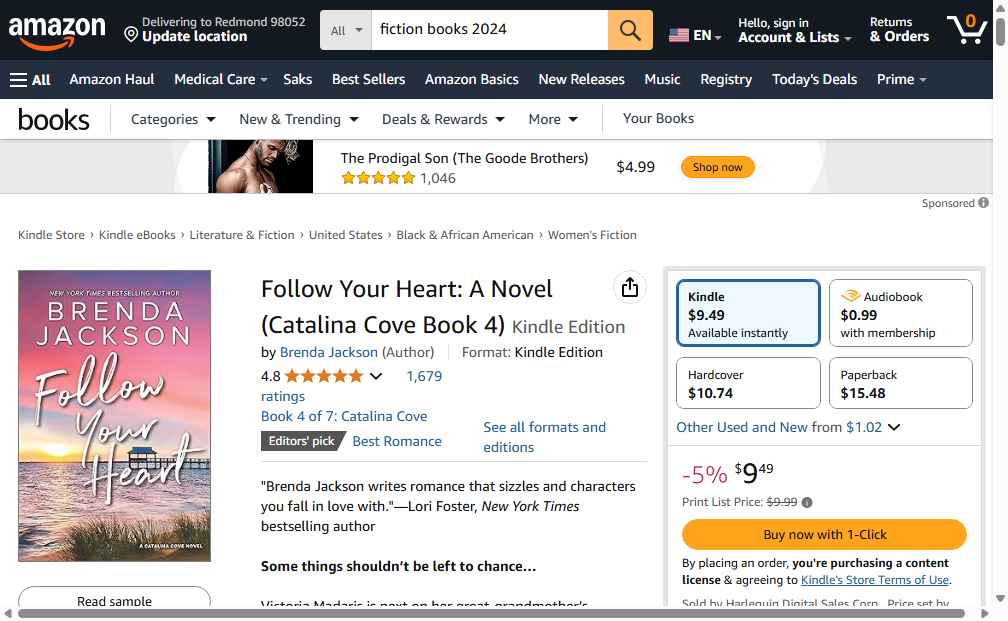 amazon
Delivering to Redmond 98052
Update location
All
fiction books 2024
EN
Hello, sign in
Account & Lists
Returns
& Orders
0
All
Amazon Haul
Medical Care
Saks
Best Sellers
Amazon Basics
New Releases
Music
Registry
Today's Deals
Prime
books
Categories
New & Trending
Deals & Rewards
More
Your Books
The Prodigal Son (The Goode Brothers)
1,046
$4.99
Shop now
Sponsored
Kindle Store › Kindle eBooks › Literature & Fiction › United States › Black & African American › Women's Fiction
NEW YORK TIMES BESTSELLING AUTHOR
BRENDA
JACKSON
Follow
Your
Heart
A CATALINA COVE NOVEL
Read sample
Follow Your Heart: A Novel
(Catalina Cove Book 4) Kindle Edition
by Brenda Jackson (Author) Format: Kindle Edition
4.8 1,679
ratings
Book 4 of 7: Catalina Cove
Editors' pick Best Romance
See all formats and
editions
"Brenda Jackson writes romance that sizzles and characters
you fall in love with."—Lori Foster, New York Times
bestselling author
Some things shouldn’t be left to chance…
Victoria Madaris is next on her great-grandmother’s
Kindle
$9.49
Available instantly
Audiobook
$0.99
with membership
Hardcover
$10.74
Paperback
$15.48
Other Used and New from $1.02
-5% $9 49
Print List Price: $9.99
Buy now with 1-Click
By placing an order, you're purchasing a content
license & agreeing to Kindle's Store Terms of Use.
Sold by Harlequin Digital Sales Corp. Price set by